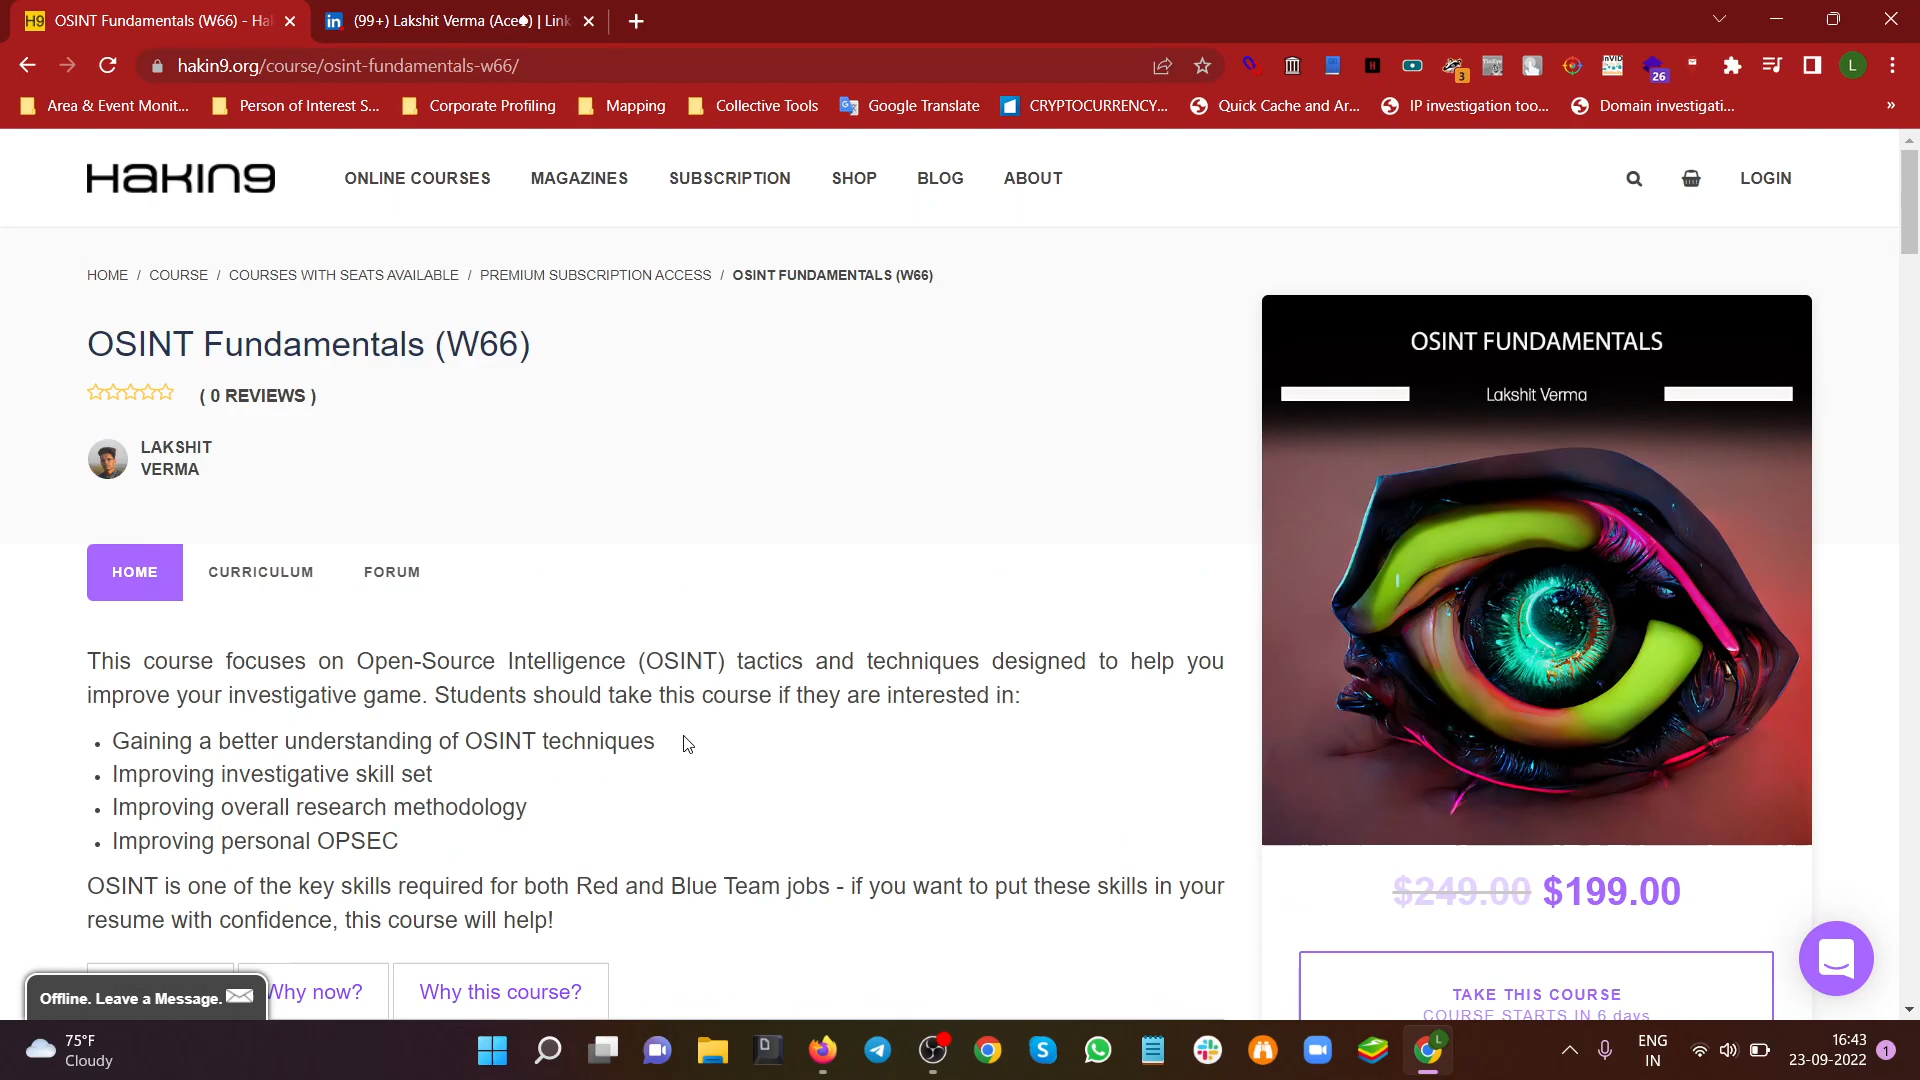 OSINT Fundamentals (W66) - Ha
(99+) Lakshit Verma (Ace♠) | Link
hakin9.org/course/osint-fundamentals-w66/
3
26
L
Area & Event Monit...
Person of Interest S...
Corporate Profiling
Mapping
Collective Tools
Google Translate
CRYPTOCURRENCY...
Quick Cache and Ar...
IP investigation too...
Domain investigati...
»
HAKIN9
ONLINE COURSES
MAGAZINES
SUBSCRIPTION
SHOP
BLOG
ABOUT
LOGIN
HOME / COURSE / COURSES WITH SEATS AVAILABLE / PREMIUM SUBSCRIPTION ACCESS / OSINT FUNDAMENTALS (W66)
OSINT Fundamentals (W66)
( 0 REVIEWS )
LAKSHIT
VERMA
OSINT FUNDAMENTALS
Lakshit Verma
HOME
CURRICULUM
FORUM
This course focuses on Open-Source Intelligence (OSINT) tactics and techniques designed to help you
improve your investigative game. Students should take this course if they are interested in:
• Gaining a better understanding of OSINT techniques
• Improving investigative skill set
• Improving overall research methodology
• Improving personal OPSEC
OSINT is one of the key skills required for both Red and Blue Team jobs - if you want to put these skills in your
resume with confidence, this course will help!
$249.00 $199.00
TAKE THIS COURSE
COURSE STARTS IN 6 days
Why now?
Why this course?
Offline. Leave a Message.
75°F
Cloudy
ENG
IN
16:43
23-09-2022
1